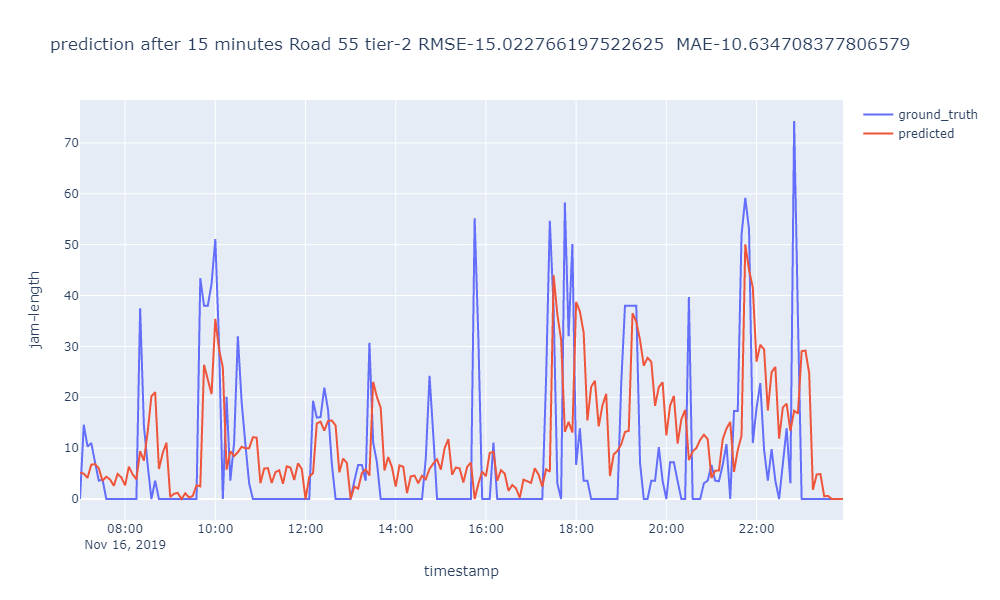 prediction after 15 minutes Road 55 tier-2 RMSE-15.022766197522625  MAE-10.634708377806579
ground_truth
predicted
jam-length
70
60
50
40
30
20
10
0
08:00 10:00 12:00 14:00 16:00 18:00 20:00 22:00
Nov 16, 2019
timestamp